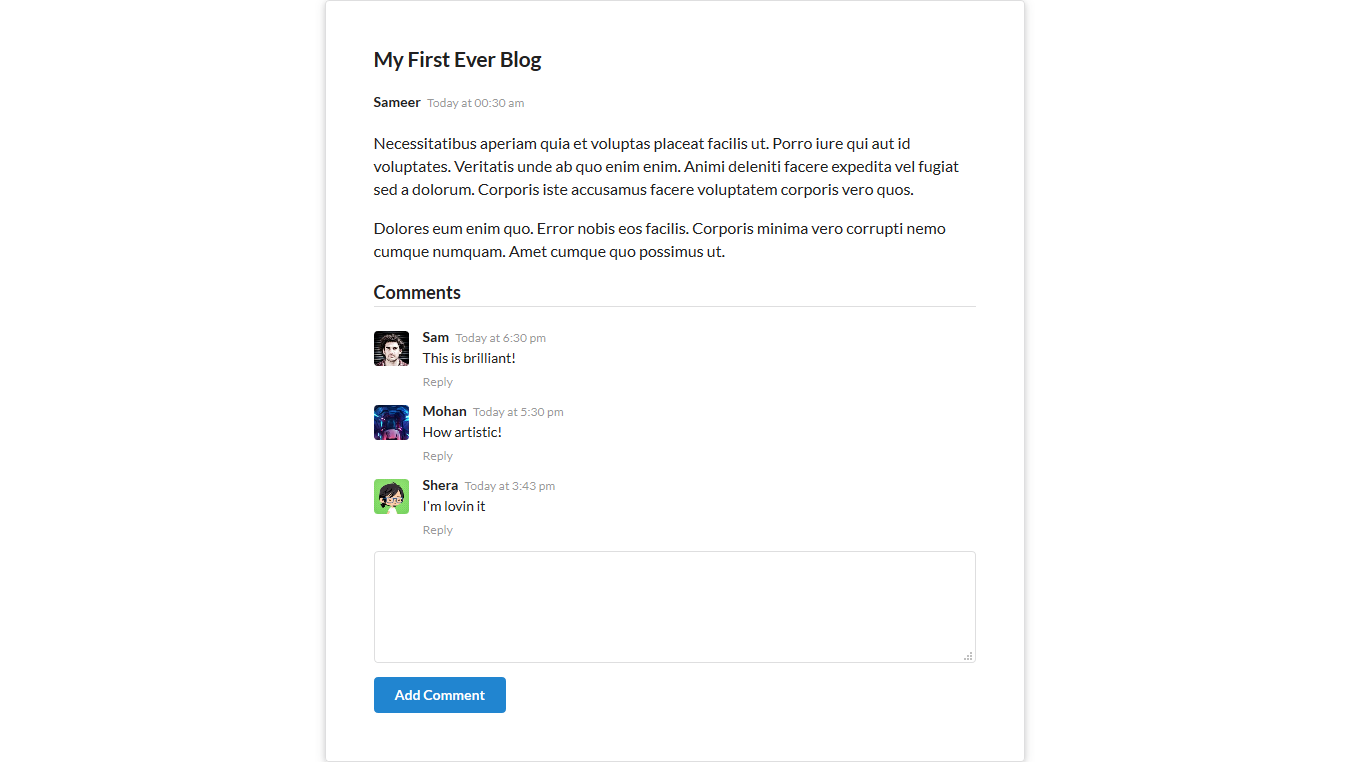 My First Ever Blog
Sameer Today at 00:30 am
Necessitatibus aperiam quia et voluptas placeat facilis ut. Porro iure qui aut id
voluptates. Veritatis unde ab quo enim enim. Animi deleniti facere expedita vel fugiat
sed a dolorum. Corporis iste accusamus facere voluptatem corporis vero quos.
Dolores eum enim quo. Error nobis eos facilis. Corporis minima vero corrupti nemo
cumque numquam. Amet cumque quo possimus ut.
Comments
Sam Today at 6:30 pm
This is brilliant!
Reply
Mohan Today at 5:30 pm
How artistic!
Reply
Shera Today at 3:43 pm
I'm lovin it
Reply
Add Comment